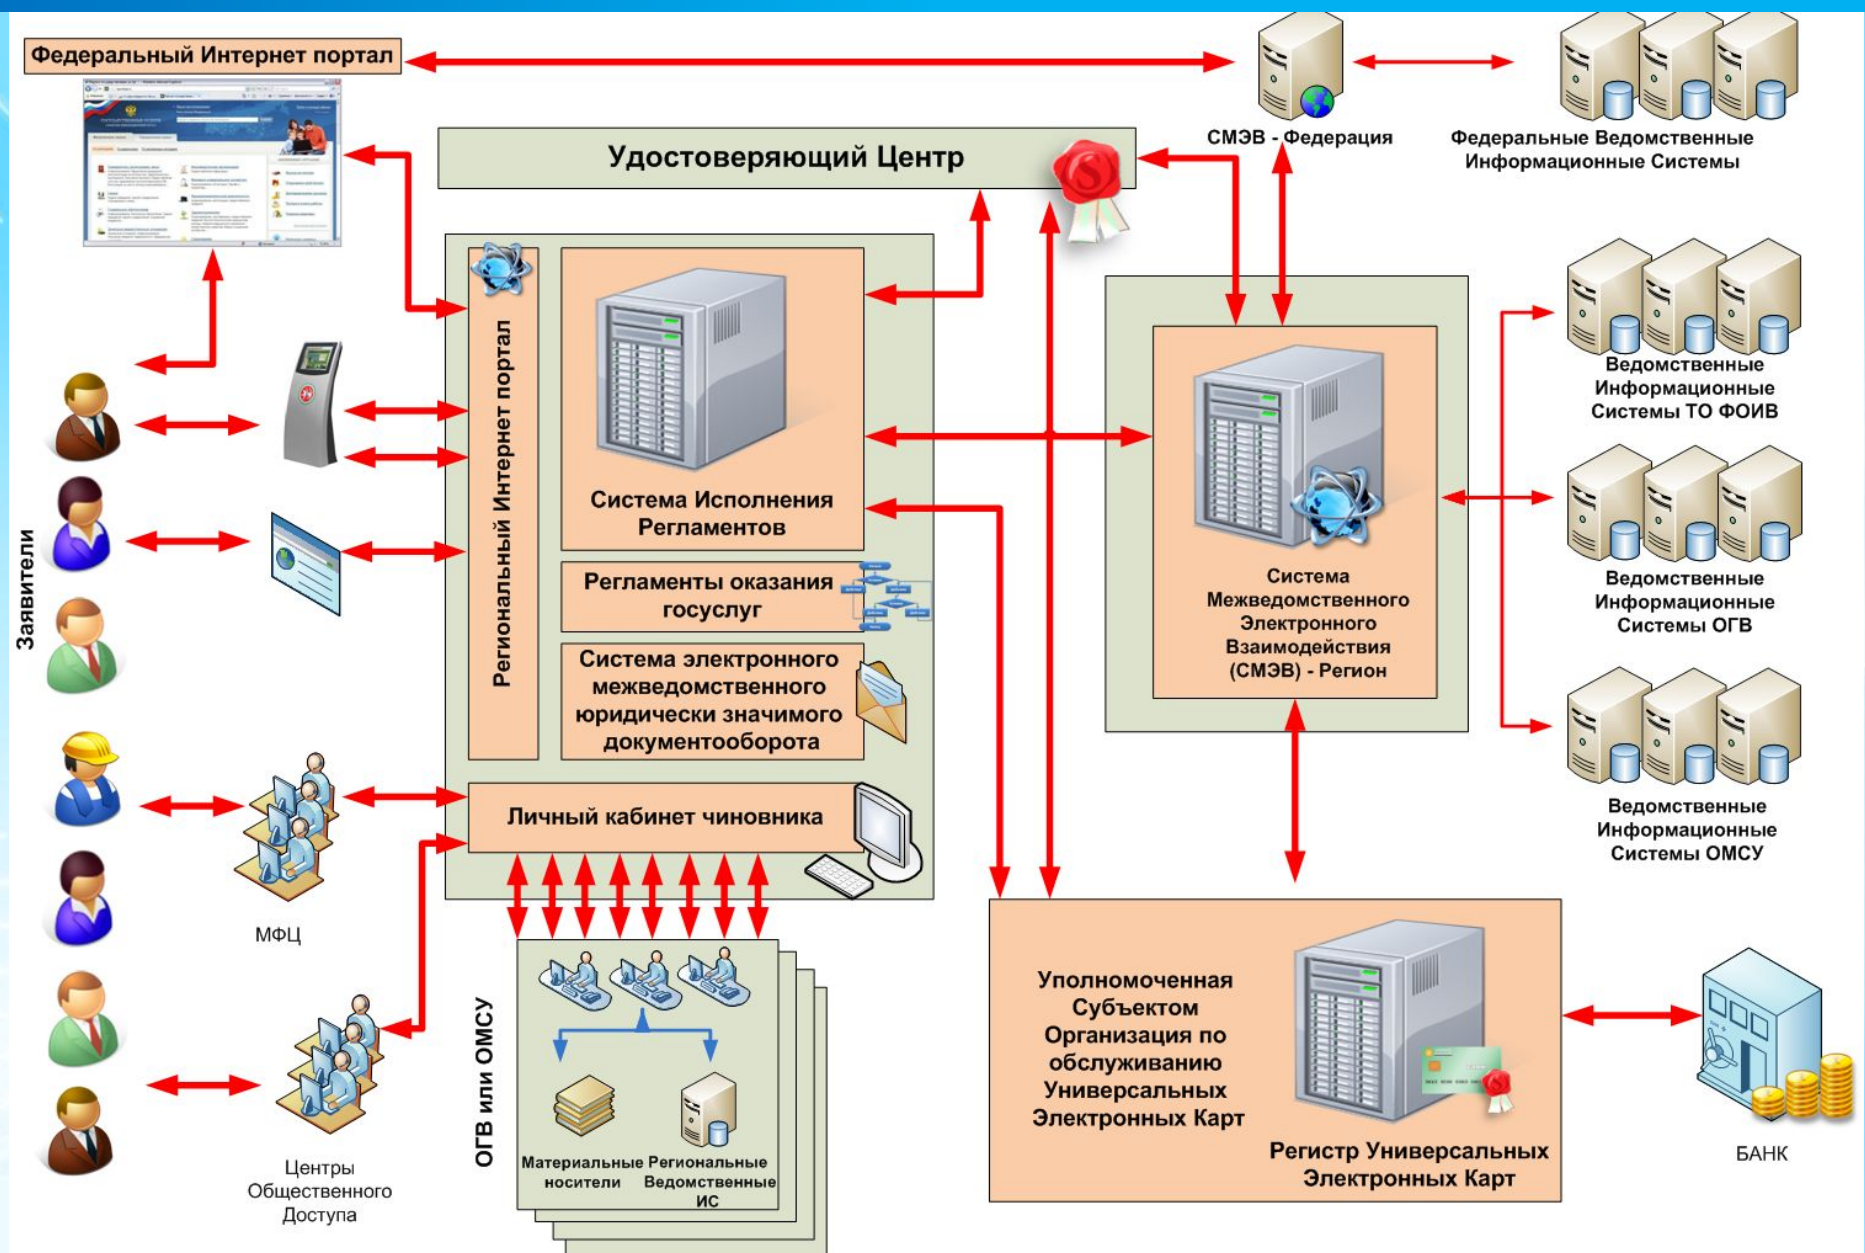 Федеральный Интернет портал
СМЭВ - Федерация
Федеральные Ведомственные
Информационные Системы
Удостоверяющий Центр
Региональный Интернет портал
Система Исполнения
Регламентов
Регламенты оказания
госуслуг
Система электронного
межведомственного
юридически значимого
документооборота
Личный кабинет чиновника
Заявители
МФЦ
Центры
Общественного
Доступа
ОГВ или ОМСУ
Материальные
носители
Региональные
Ведомственные
ИС
Система
Межведомственного
Электронного
Взаимодействия
(СМЭВ) - Регион
Ведомственные
Информационные
Системы ТО ФОИВ
Ведомственные
Информационные
Системы ОГВ
Ведомственные
Информационные
Системы ОМСУ
Уполномоченная
Субъектом
Организация по
обслуживанию
Универсальных
Электронных Карт
Регистр Универсальных
Электронных Карт
БАНК